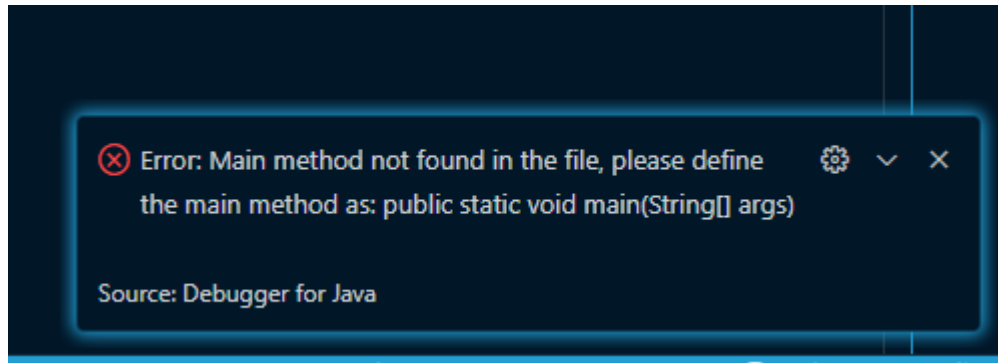 Error: Main method not found in the file, please define
the main method as: public static void main(String[] args)
Source: Debugger for Java